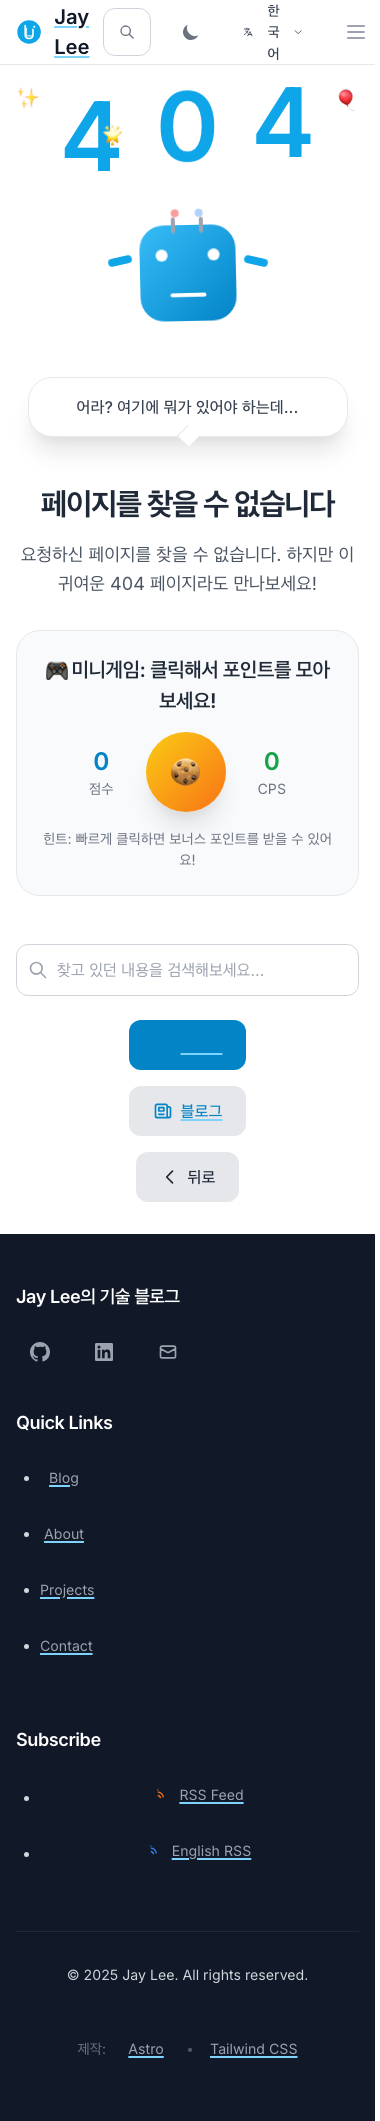 Jay
Lee
한
국
어
4 0 4
어라? 여기에 뭐가 있어야 하는데...
페이지를 찾을 수 없습니다
요청하신 페이지를 찾을 수 없습니다. 하지만 이
귀여운 404 페이지라도 만나보세요!
미니게임: 클릭해서 포인트를 모아
보세요!
0
점수
0
CPS
힌트: 빠르게 클릭하면 보너스 포인트를 받을 수 있어
요!
찾고 있던 내용을 검색해보세요...
블로그
뒤로
Jay Lee의 기술 블로그
Quick Links
Blog
About
Projects
Contact
Subscribe
RSS Feed
English RSS
© 2025 Jay Lee. All rights reserved.
제작: Astro • Tailwind CSS